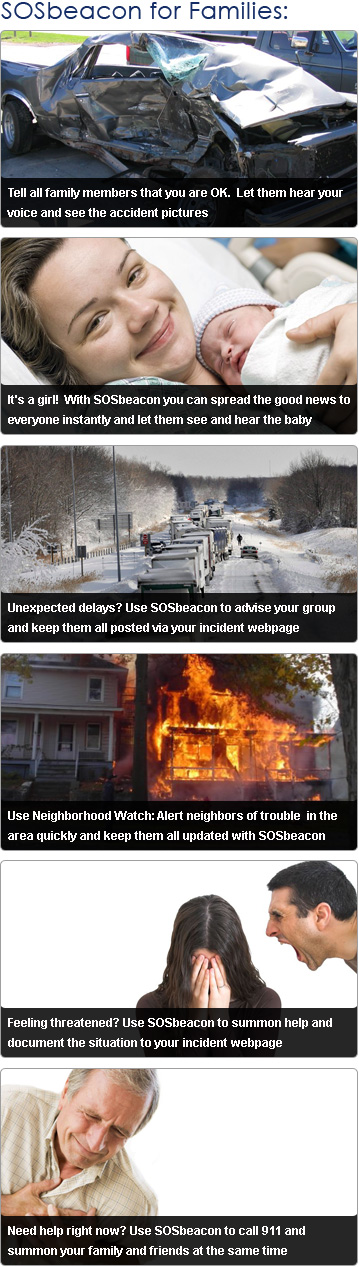 SOSbeacon for Families:
Tell all family members that you are OK.  Let them hear your
voice and see the accident pictures
It's a girl!  With SOSbeacon you can spread the good news to
everyone instantly and let them see and hear the baby
Unexpected delays? Use SOSbeacon to advise your group
and keep them all posted via your incident webpage
Use Neighborhood Watch: Alert neighbors of trouble  in the
area quickly and keep them all updated with SOSbeacon
Feeling threatened? Use SOSbeacon to summon help and
document the situation to your incident webpage
Need help right now? Use SOSbeacon to call 911 and
summon your family and friends at the same time